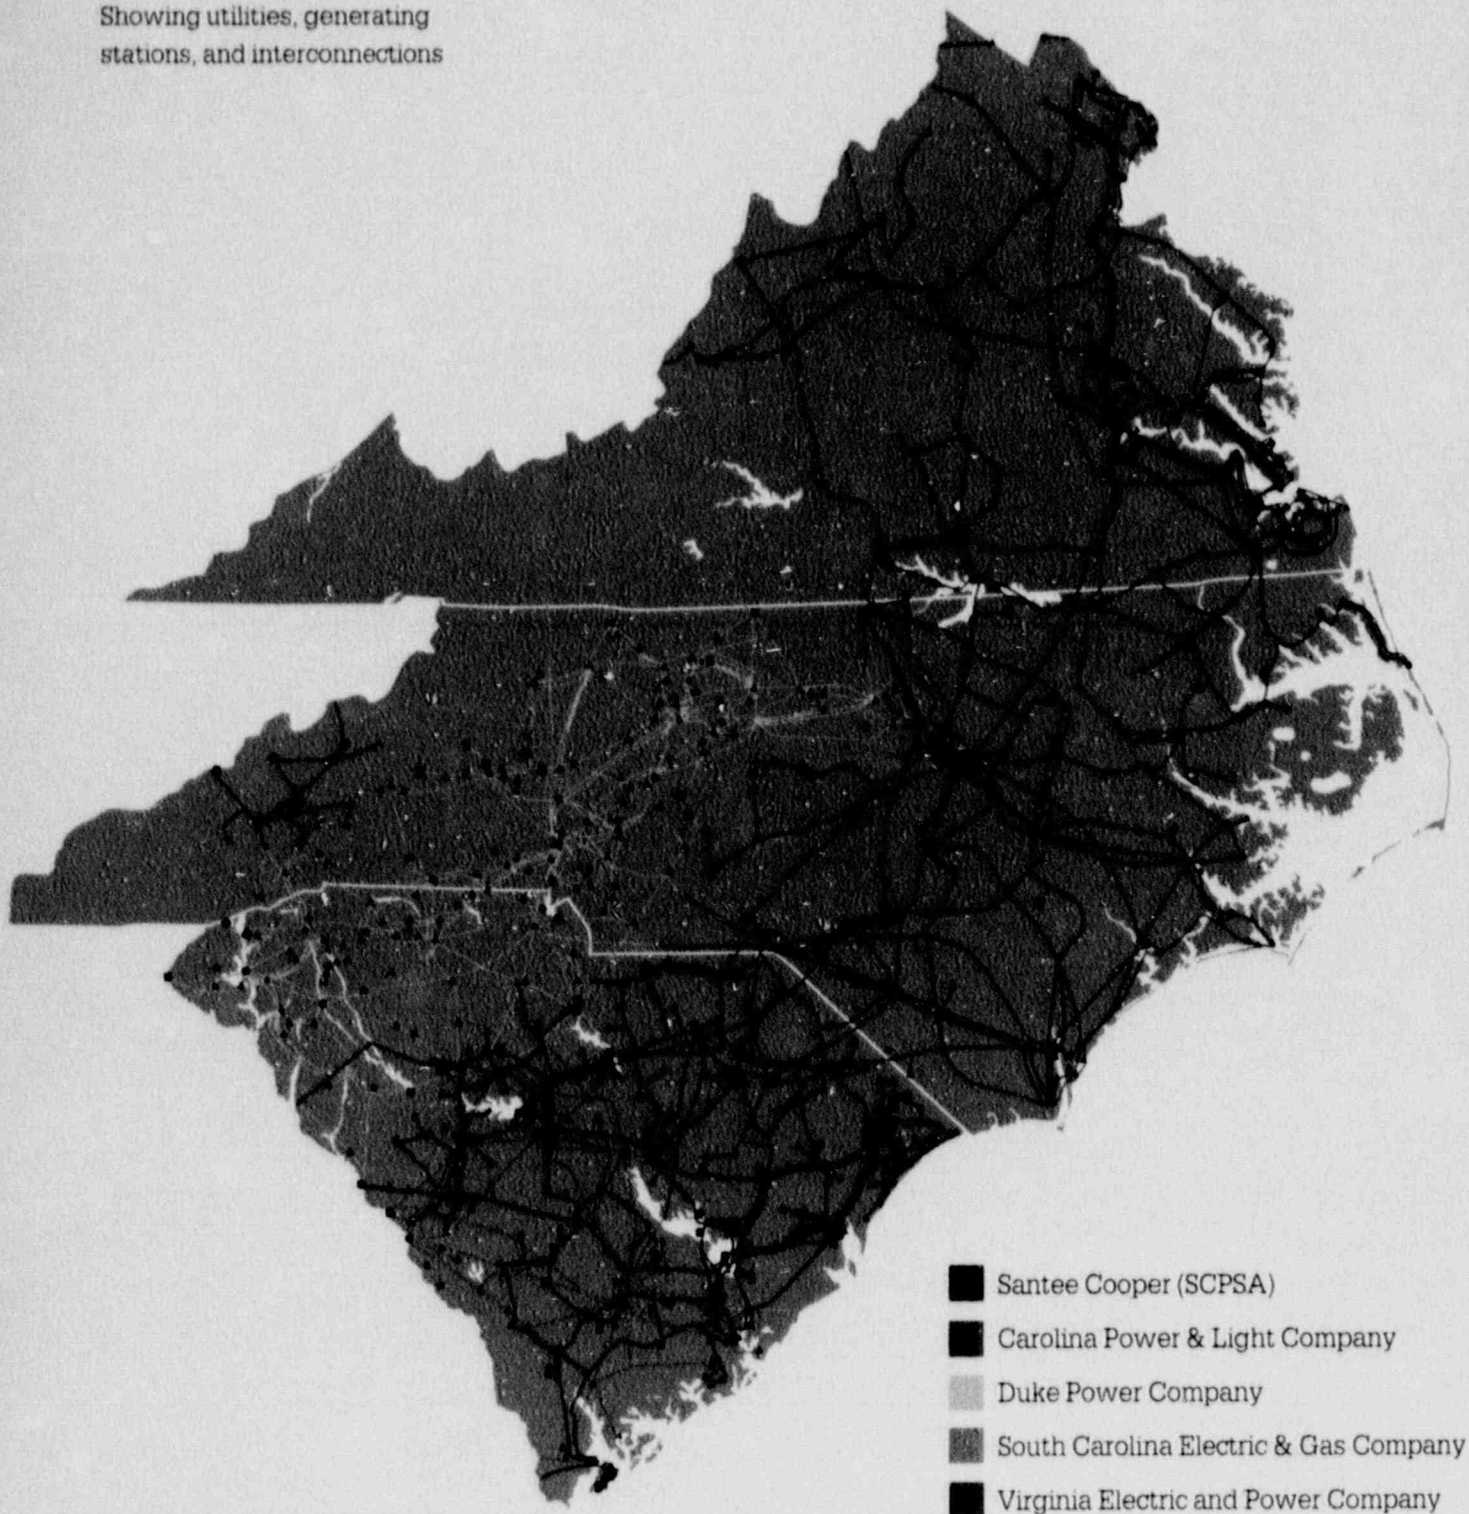 Showing utilities, generating
stations, and interconnections
Santee Cooper (SCPSA)
Carolina Power & Light Company
Duke Power Company
South Carolina Electric & Gas Company
Virginia Electric and Power Company